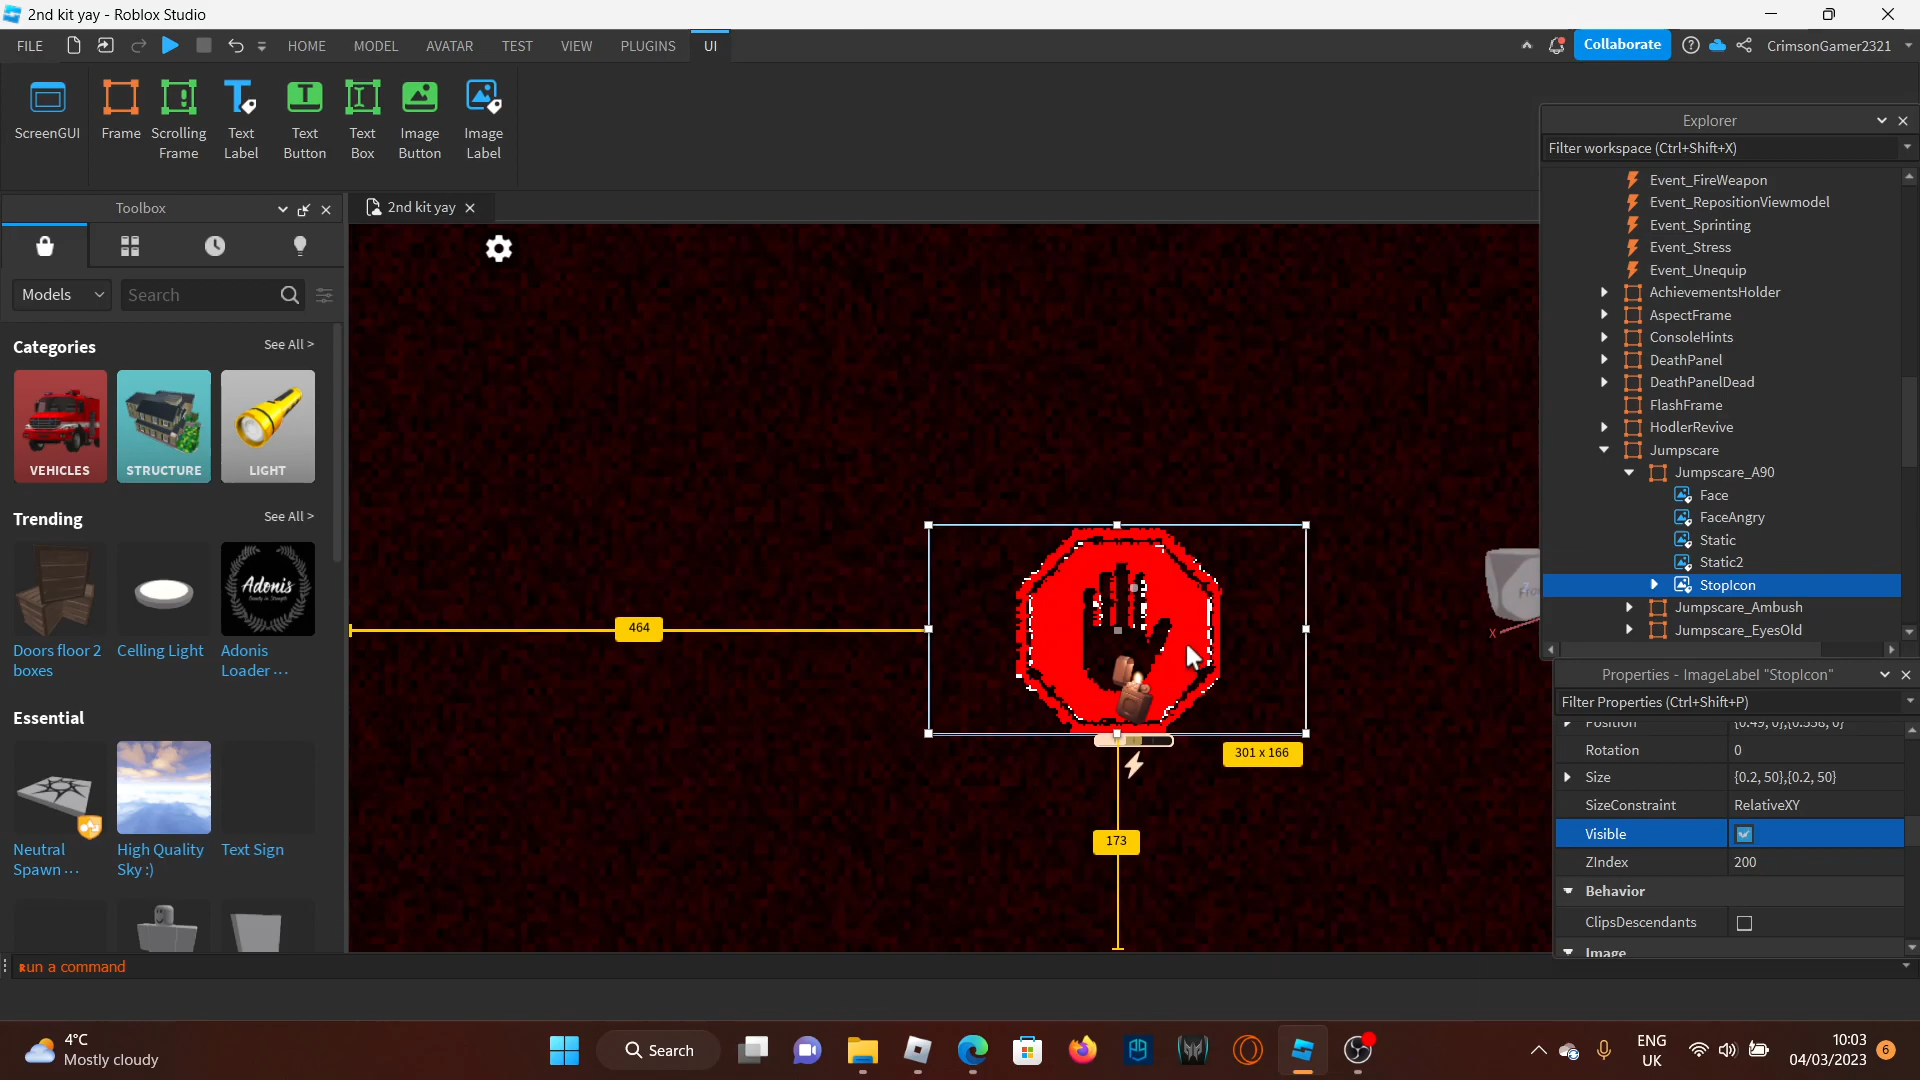 2nd kit yay - Roblox Studio
FILE HOME MODEL AVATAR TEST VIEW PLUGINS UI Collaborate CrimsonGamer2321
ScreenGUI
Frame
Scrolling
Frame
Text
Label
Text
Button
Text
Box
Image
Button
Image
Label
Toolbox
Models
Search
Categories See All >
VEHICLES STRUCTURE LIGHT
Trending See All >
Adonis
Doors floor 2
boxes
Celling Light
Adonis
Loader ...
Essential
Neutral
Spawn ...
High Quality
Sky :)
Text Sign
2nd kit yay
464
301 x 166
173
X
Explorer
Filter workspace (Ctrl+Shift+X)
Event_FireWeapon
Event_RepositionViewmodel
Event_Sprinting
Event_Stress
Event_Unequip
AchievementsHolder
AspectFrame
ConsoleHints
DeathPanel
DeathPanelDead
FlashFrame
HodlerRevive
Jumpscare
Jumpscare_A90
Face
FaceAngry
Static
Static2
StopIcon
Jumpscare_Ambush
Jumpscare_EyesOld
Properties - ImageLabel "StopIcon"
Filter Properties (Ctrl+Shift+P)
Rotation 0
Size {0.2, 50},{0.2, 50}
SizeConstraint RelativeXY
Visible
ZIndex 200
Behavior
ClipsDescendants
Image
Run a command
4°C
Mostly cloudy
Search
ENG
UK
10:03
04/03/2023
6